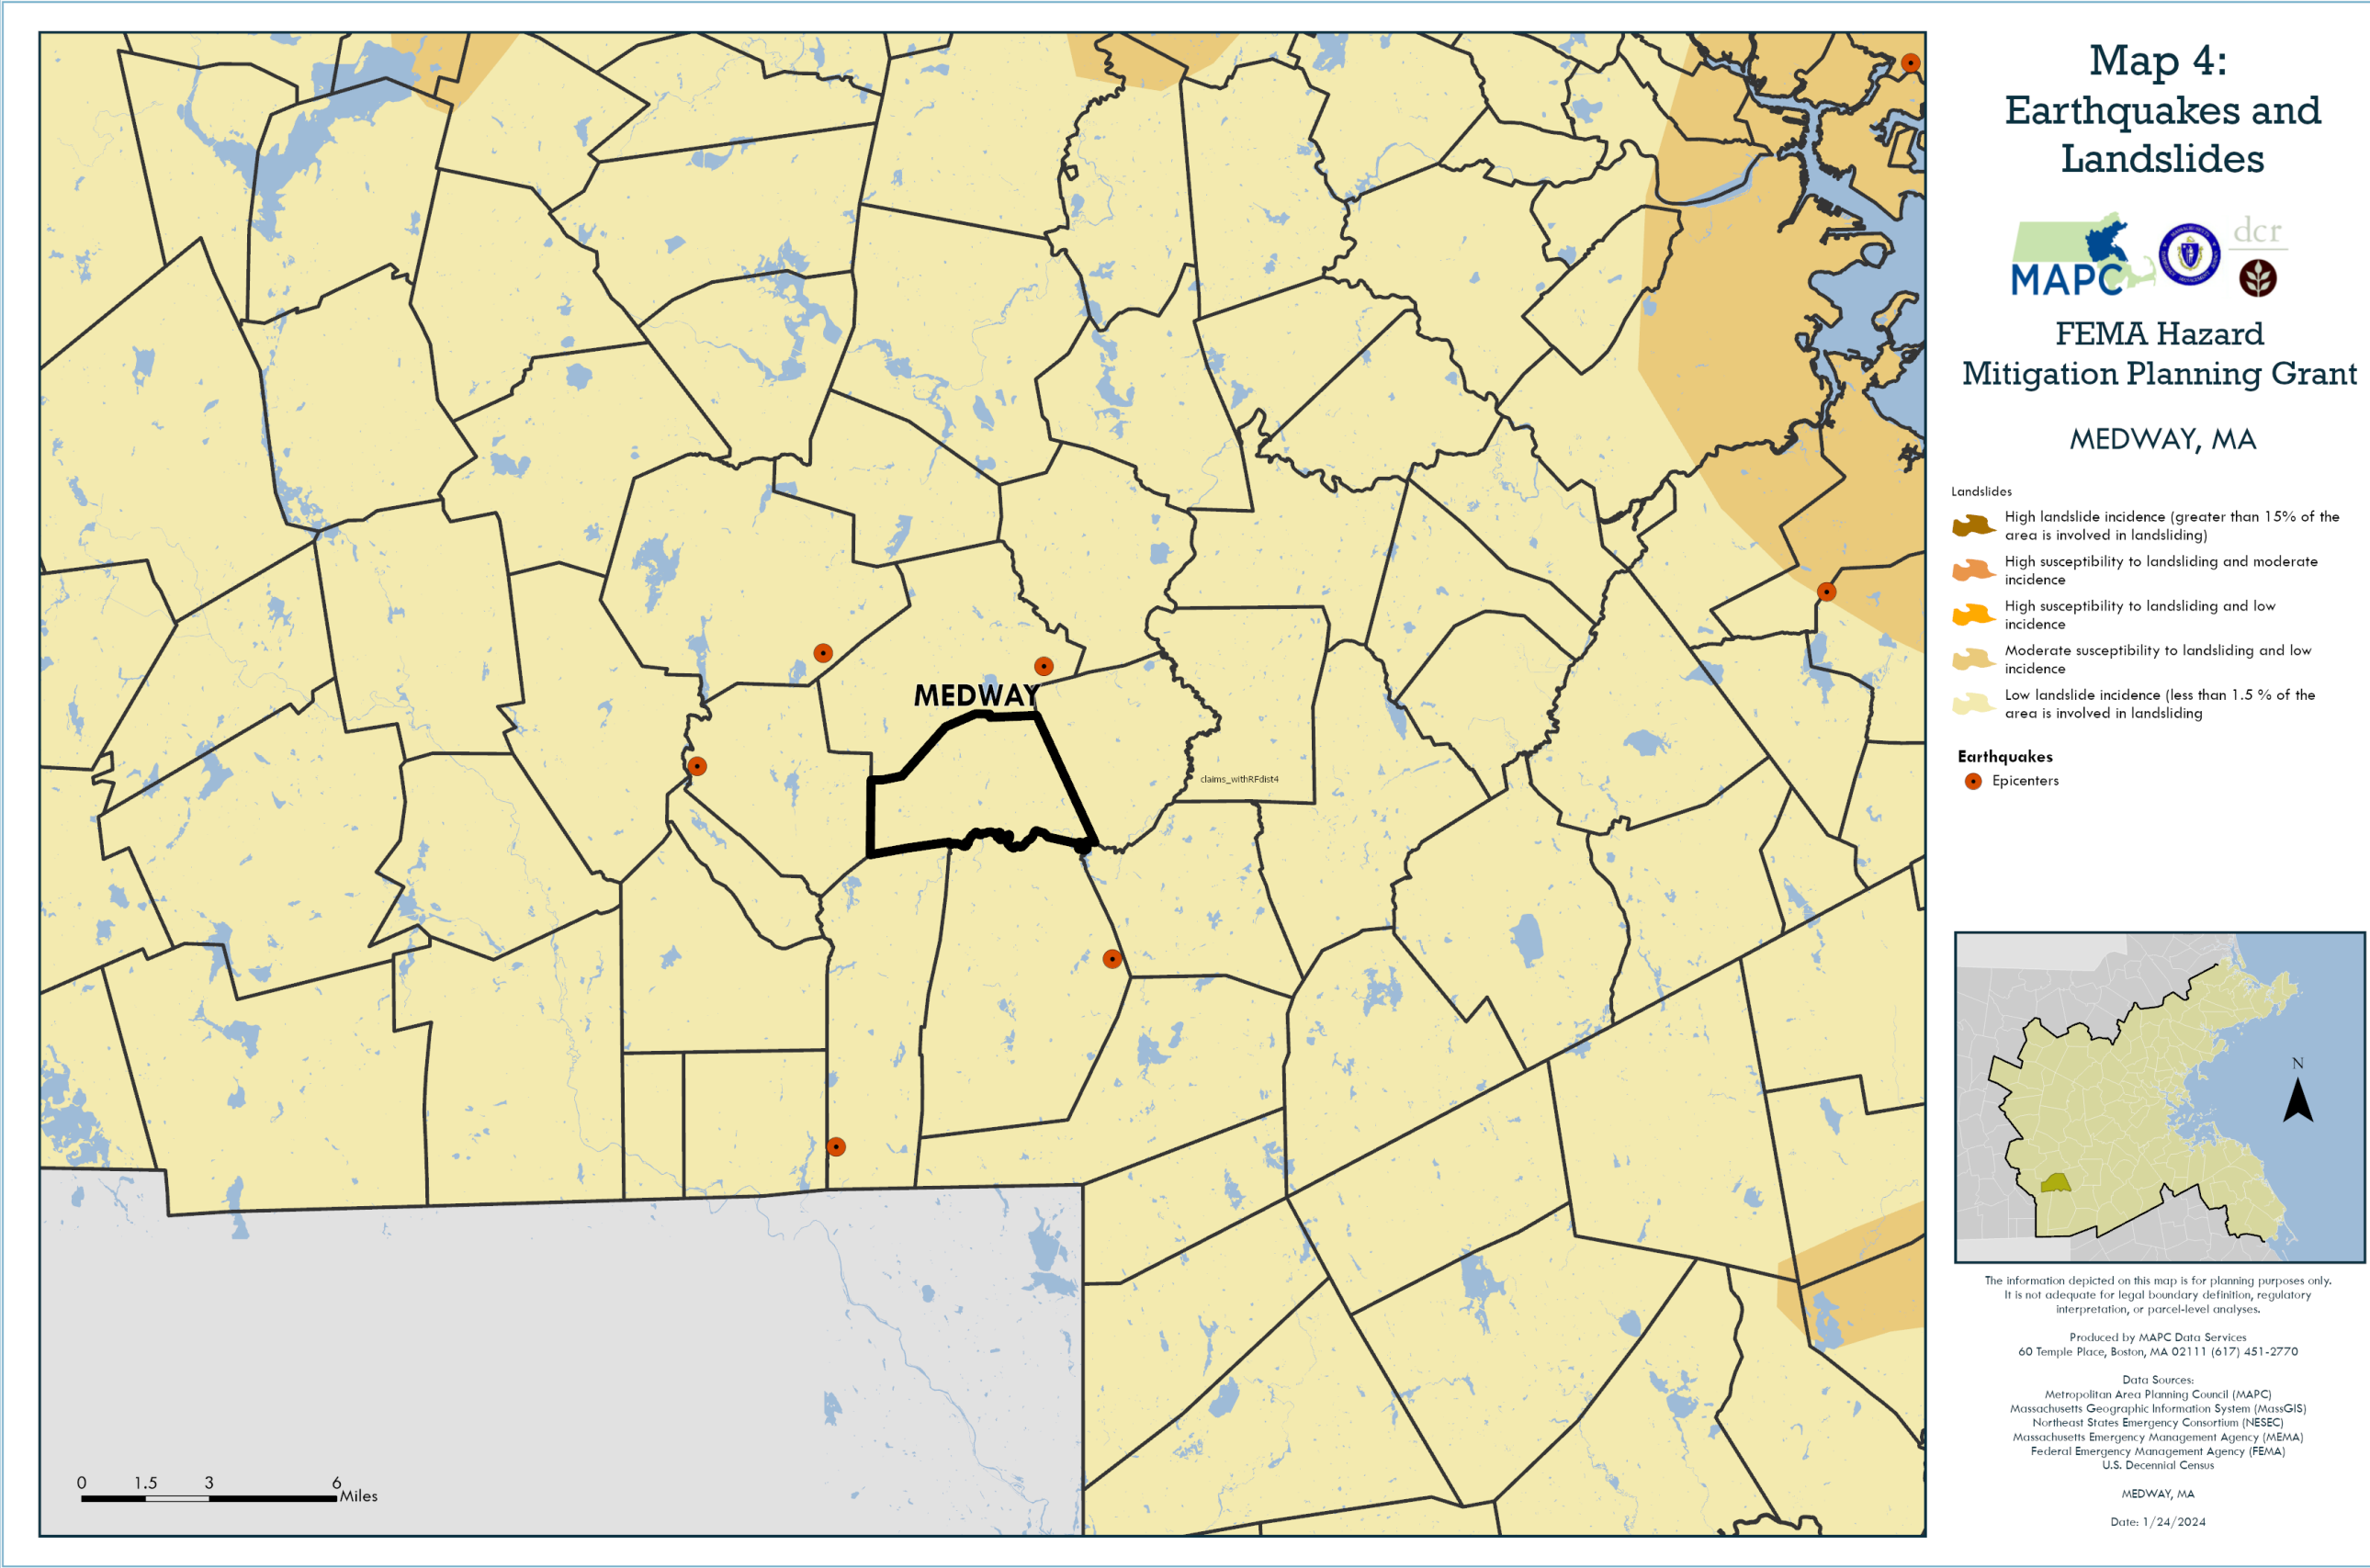 Map 4:
Earthquakes and
Landslides
MAPC
dcr
FEMA Hazard
Mitigation Planning Grant
MEDWAY, MA
Landslides
High landslide incidence (greater than 15% of the
area is involved in landsliding)
High susceptibility to landsliding and moderate
incidence
High susceptibility to landsliding and low
incidence
Moderate susceptibility to landsliding and low
incidence
Low landslide incidence (less than 1.5 % of the
area is involved in landsliding
Earthquakes
Epicenters
MEDWAY
claims_withRFdist4
N
0 1.5 3 6
Miles
The information depicted on this map is for planning purposes only.
It is not adequate for legal boundary definition, regulatory
interpretation, or parcel-level analyses.
Produced by MAPC Data Services
60 Temple Place, Boston, MA 02111 (617) 451-2770
Data Sources:
Metropolitan Area Planning Council (MAPC)
Massachusetts Geographic Information System (MassGIS)
Northeast States Emergency Consortium (NESEC)
Massachusetts Emergency Management Agency (MEMA)
Federal Emergency Management Agency (FEMA)
U.S. Decennial Census
MEDWAY, MA
Date: 1/24/2024